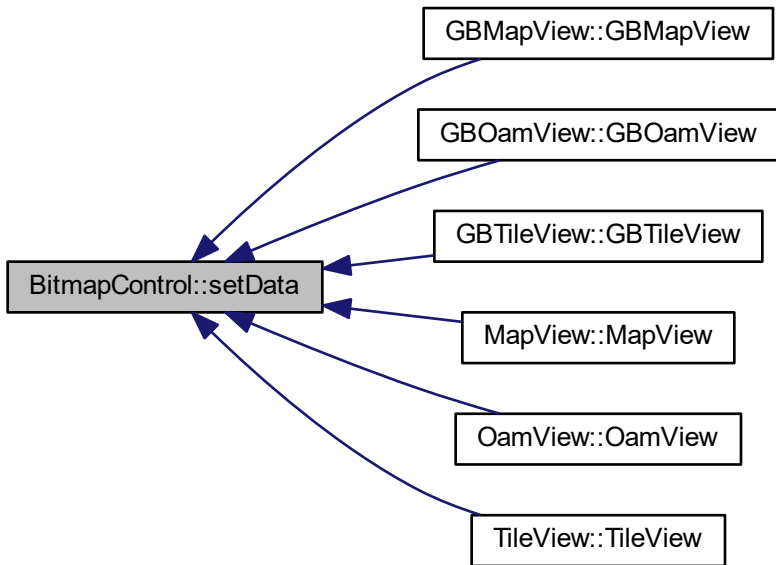 GBMapView::GBMapView
GBOamView::GBOamView
GBTileView::GBTileView
BitmapControl::setData
MapView::MapView
OamView::OamView
TileView::TileView